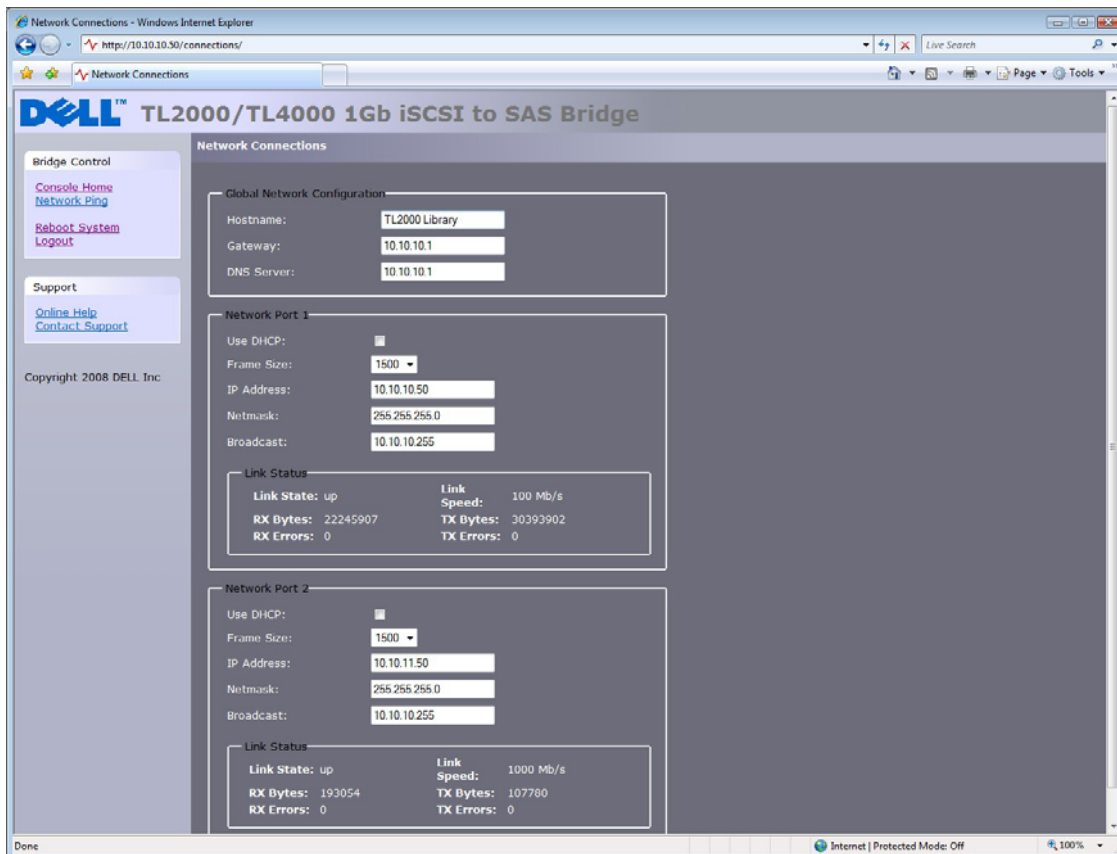 Network Connections - Windows Internet Explorer
http://10.10.10.50/connections/
Live Search
Network Connections
Page
Tools
DELL™ TL2000/TL4000 1Gb iSCSI to SAS Bridge
Bridge Control
Console Home
Network Ping
Reboot System
Logout
Support
Online Help
Contact Support
Copyright 2008 DELL Inc
Network Connections
Global Network Configuration
Hostname: TL2000 Library
Gateway: 10.10.10.1
DNS Server: 10.10.10.1
Network Port 1
Use DHCP:
Frame Size: 1500
IP Address: 10.10.10.50
Netmask: 255.255.255.0
Broadcast: 10.10.10.255
Link Status
Link State: up Link Speed: 100 Mb/s
RX Bytes: 22245907 TX Bytes: 30393902
RX Errors: 0 TX Errors: 0
Network Port 2
Use DHCP:
Frame Size: 1500
IP Address: 10.10.11.50
Netmask: 255.255.255.0
Broadcast: 10.10.10.255
Link Status
Link State: up Link Speed: 1000 Mb/s
RX Bytes: 193054 TX Bytes: 107780
RX Errors: 0 TX Errors: 0
Done
Internet | Protected Mode: Off
100%